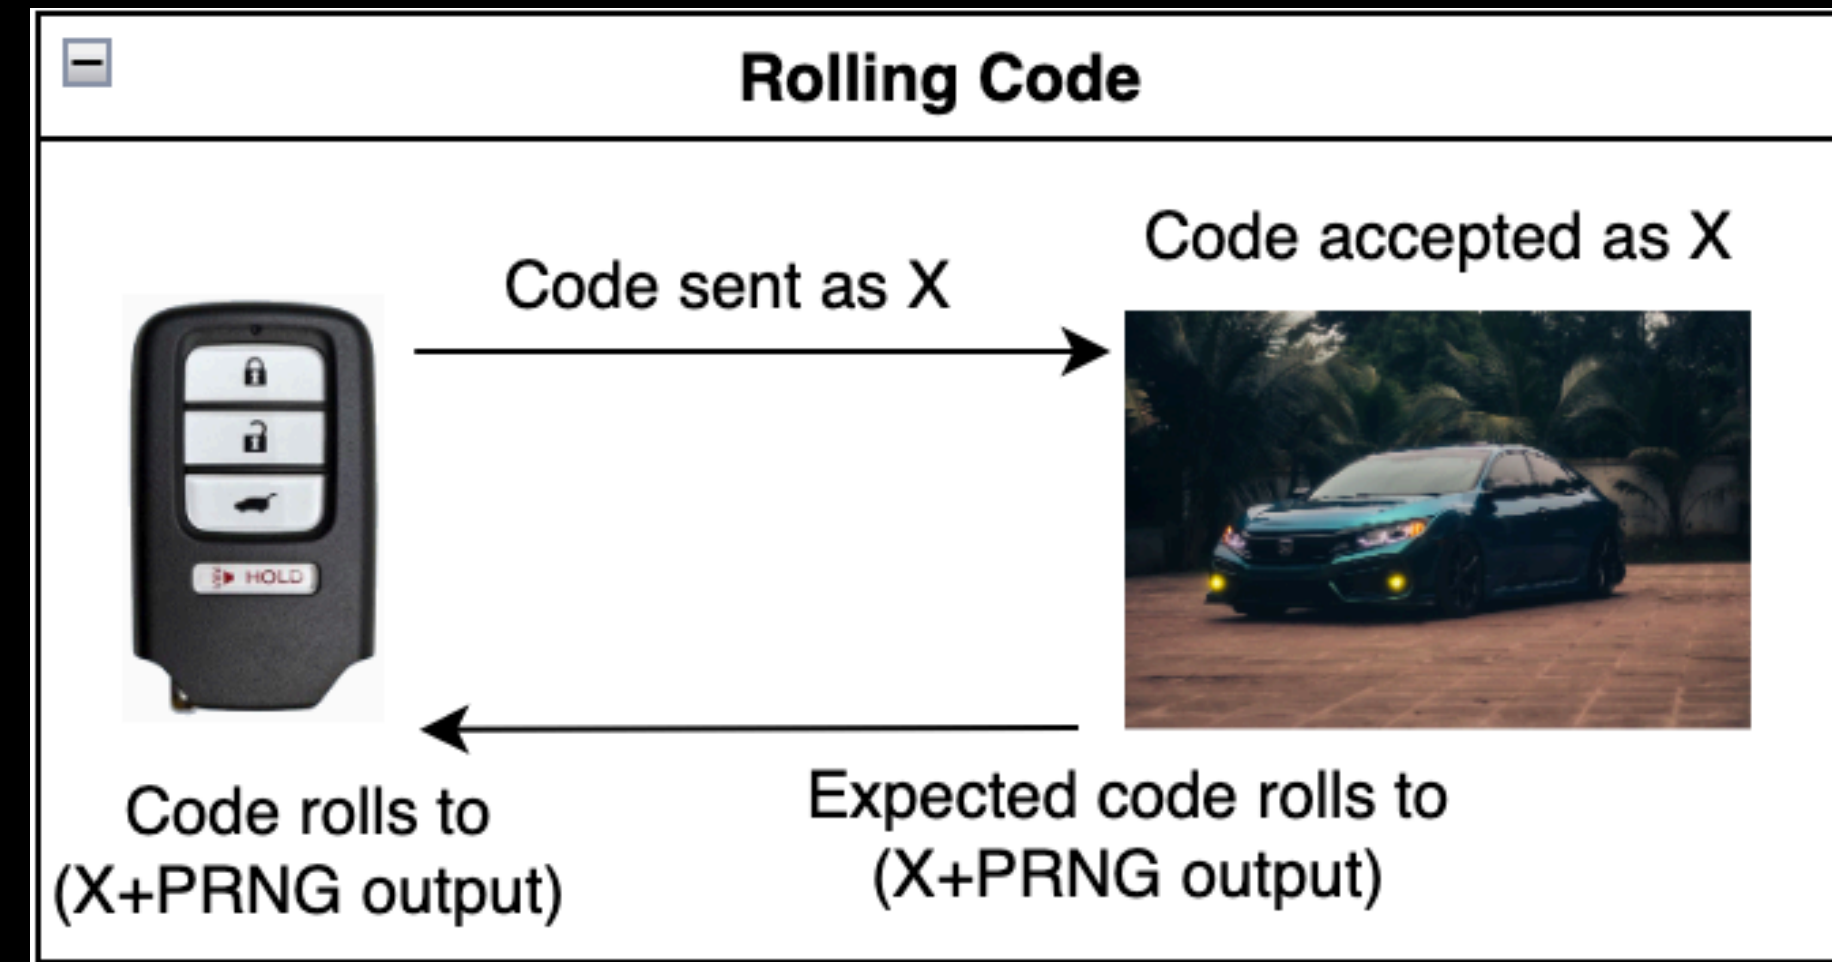 Rolling Code
Code sent as X
Code accepted as X
HOLD
Code rolls to
(X+PRNG output)
Expected code rolls to
(X+PRNG output)